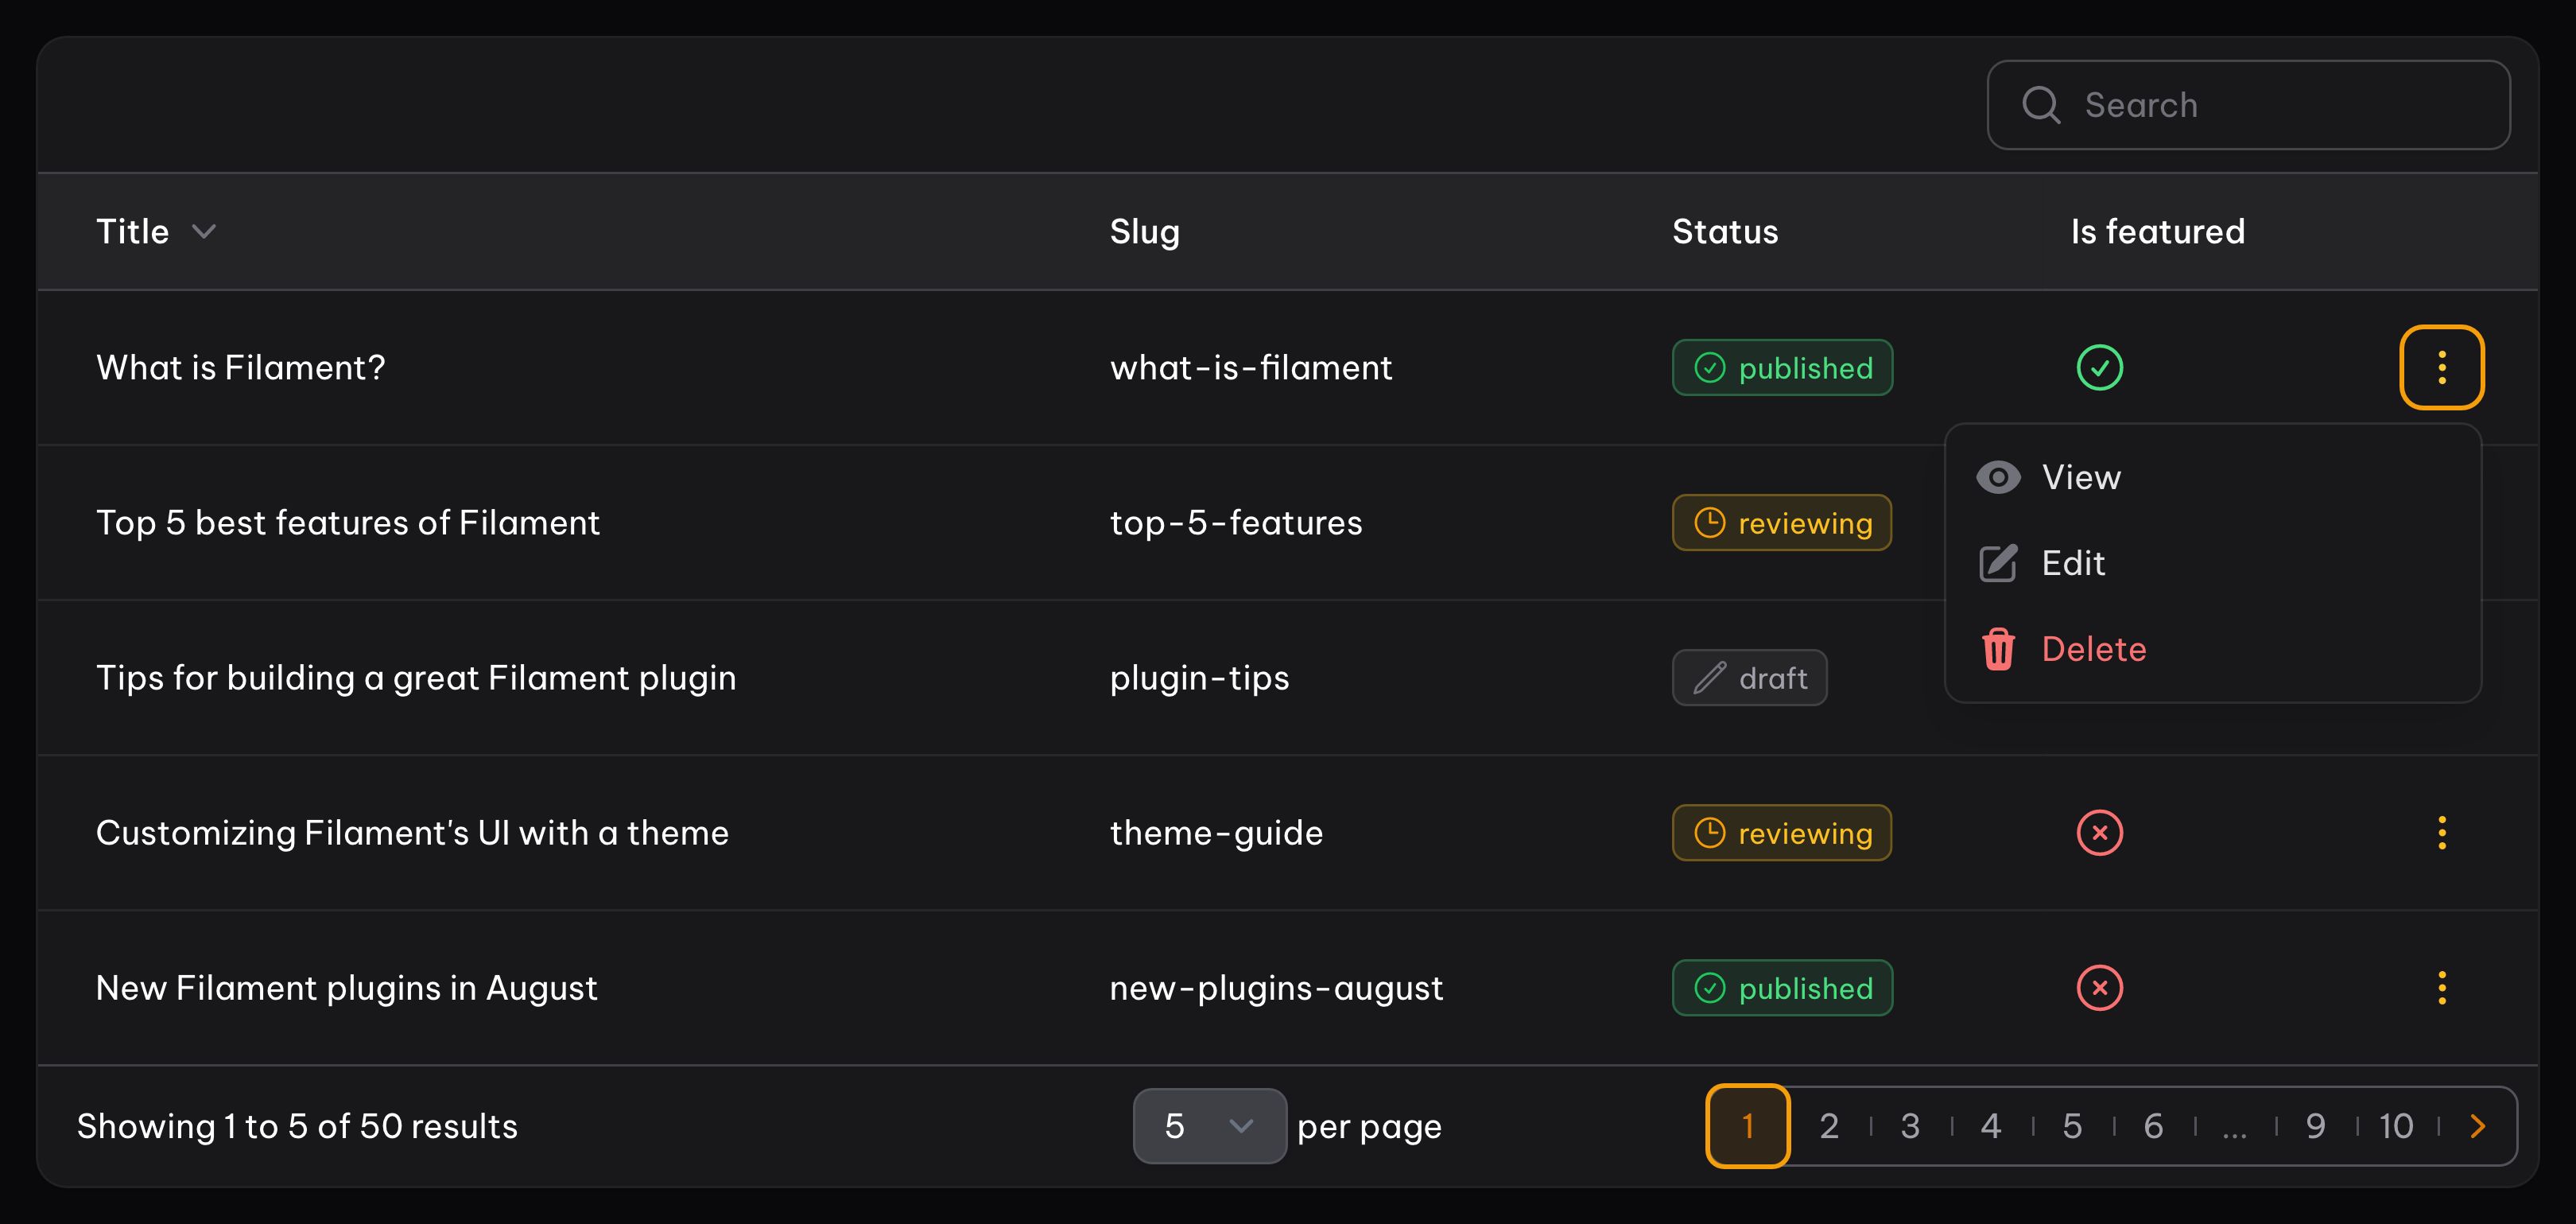 Search
Title Slug Status Is featured
What is Filament? what-is-filament published
View
Top 5 best features of Filament top-5-features reviewing
Edit
Delete
Tips for building a great Filament plugin plugin-tips draft
Customizing Filament's UI with a theme theme-guide reviewing
New Filament plugins in August new-plugins-august published
Showing 1 to 5 of 50 results 5 per page 1 2 3 4 5 6 ... 9 10